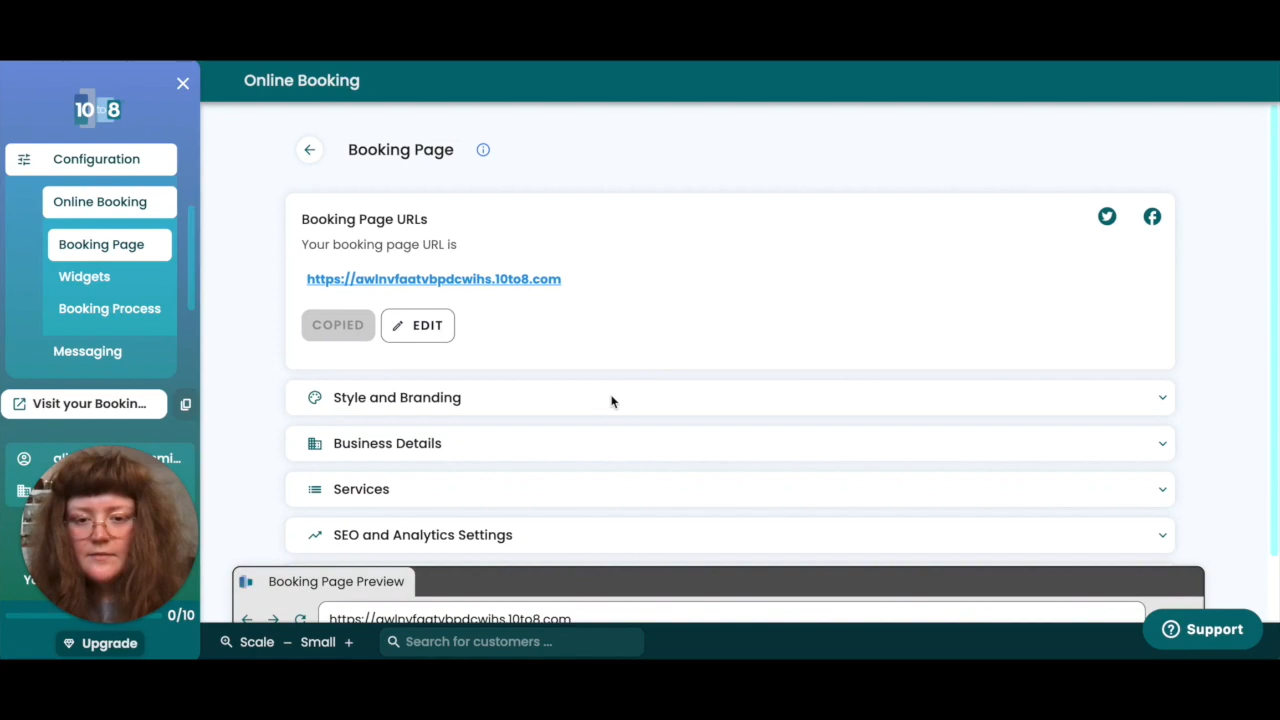 Online Booking
10to8
Configuration
Online Booking
Booking Page
Widgets
Booking Process
Messaging
Visit your Bookin...
mi...
0/10
Upgrade
Booking Page
Booking Page URLs
Your booking page URL is
https://awlnvfaatvbpdcwihs.10to8.com
COPIED
EDIT
Style and Branding
Business Details
Services
SEO and Analytics Settings
Booking Page Preview
https://awlnvfaatvbpdcwihs.10to8.com
Scale – Small +
Search for customers ...
Support